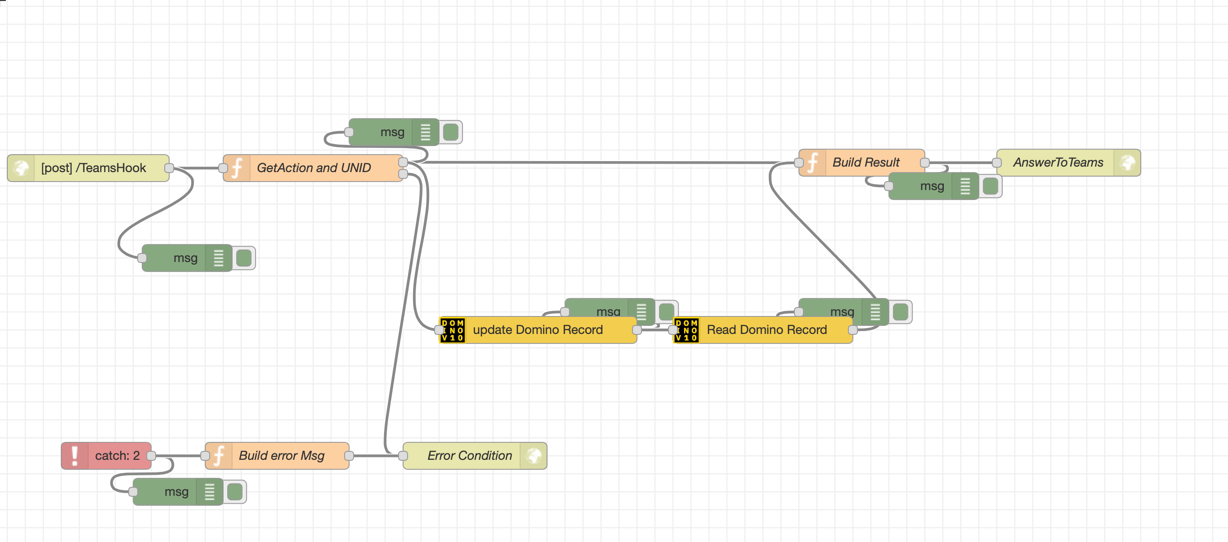 msg
[post] /TeamsHook
f
GetAction and UNID
f
Build Result
AnswerToTeams
msg
msg
msg
msg
DOM
INO
V10
update Domino Record
DOM
INO
V10
Read Domino Record
! catch: 2
f
Build error Msg
Error Condition
msg